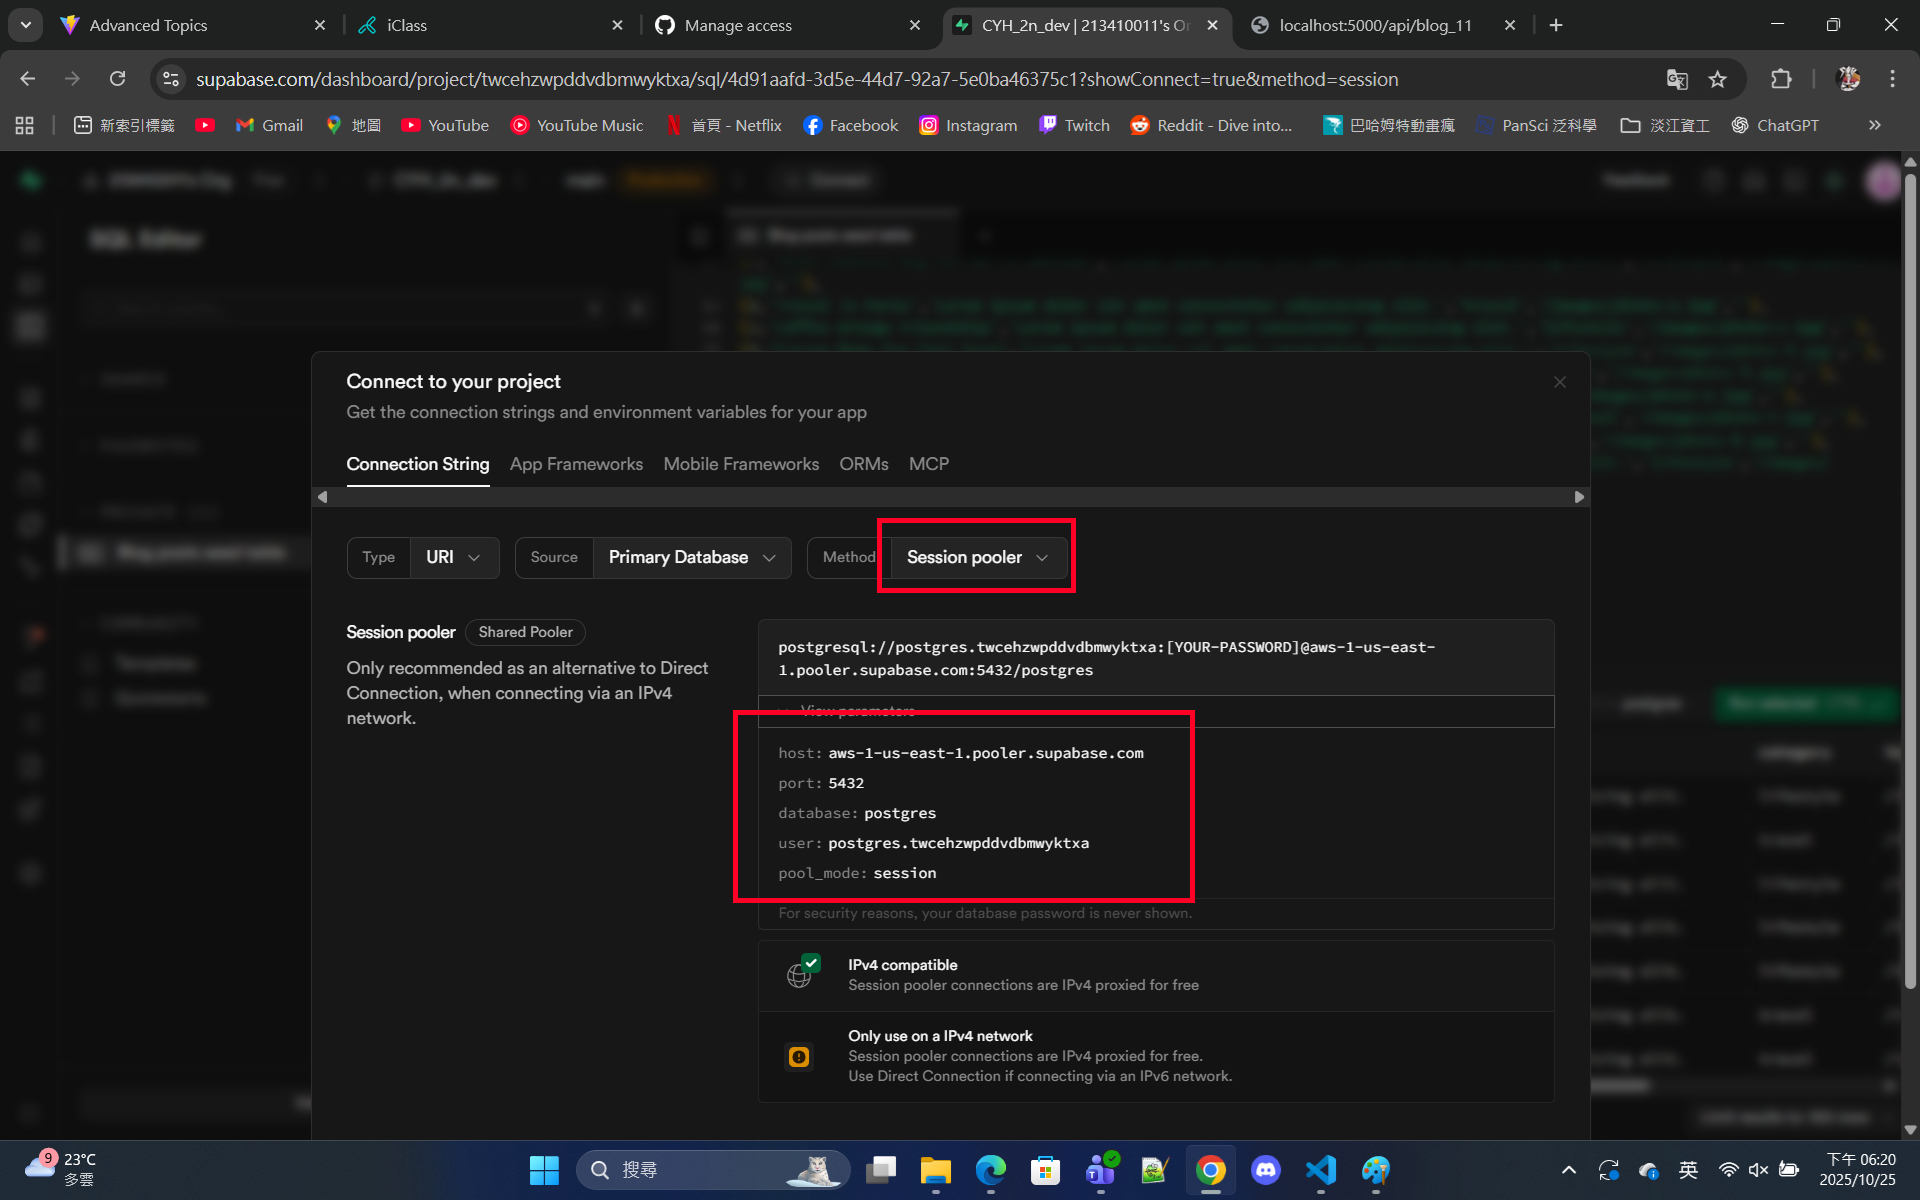 Advanced Topics
iClass
Manage access
CYH_2n_dev | 213410011's Or
localhost:5000/api/blog_11
supabase.com/dashboard/project/twcehzwpddvdbmwyktxa/sql/4d91aafd-3d5e-44d7-92a7-5e0ba46375c1?showConnect=true&method=session
新索引標籤
Gmail
地圖
YouTube
YouTube Music
首頁 - Netflix
Facebook
Instagram
Twitch
Reddit - Dive into...
巴哈姆特動畫瘋
PanSci 泛科學
淡江資工
ChatGPT
CYH_2n_dev
main
Connect
Feedback
SQL Editor
Connect to your project
Get the connection strings and environment variables for your app
Connection String App Frameworks Mobile Frameworks ORMs MCP
Type URI Source Primary Database Method Session pooler
Session pooler Shared Pooler
Only recommended as an alternative to Direct
Connection, when connecting via an IPv4
network.
postgresql://postgres.twcehzwpddvdbmwyktxa:[YOUR-PASSWORD]@aws-1-us-east-
1.pooler.supabase.com:5432/postgres
View parameters
host: aws-1-us-east-1.pooler.supabase.com
port: 5432
database: postgres
user: postgres.twcehzwpddvdbmwyktxa
pool_mode: session
For security reasons, your database password is never shown.
IPv4 compatible
Session pooler connections are IPv4 proxied for free
Only use on a IPv4 network
Session pooler connections are IPv4 proxied for free.
Use Direct Connection if connecting via an IPv6 network.
Templates
9
23°C
多雲
搜尋
英
下午 06:20
2025/10/25